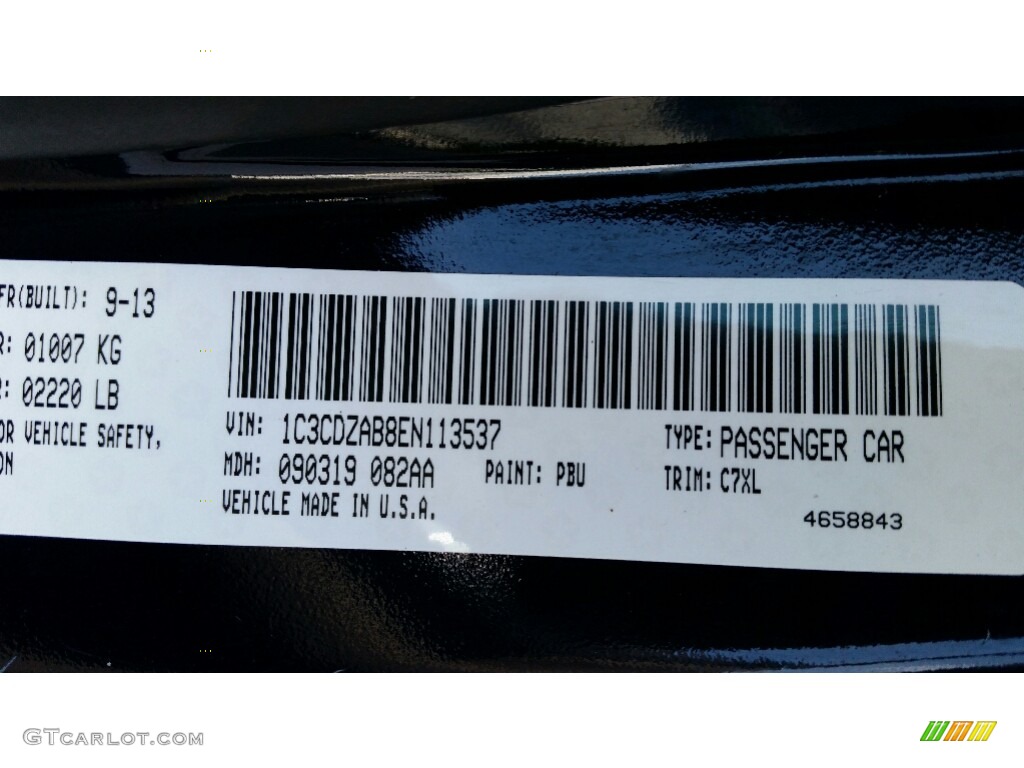 FR(BUILT): 9-13
R: 01007 KG
R: 02220 LB
OR VEHICLE SAFETY,
ON
VIN: 1C3CDZAB8EN113537 TYPE: PASSENGER CAR
MDH: 090319 082AA PAINT: PBU TRIM: C7XL
VEHICLE MADE IN U.S.A.
4658843
GTCARLOT.COM